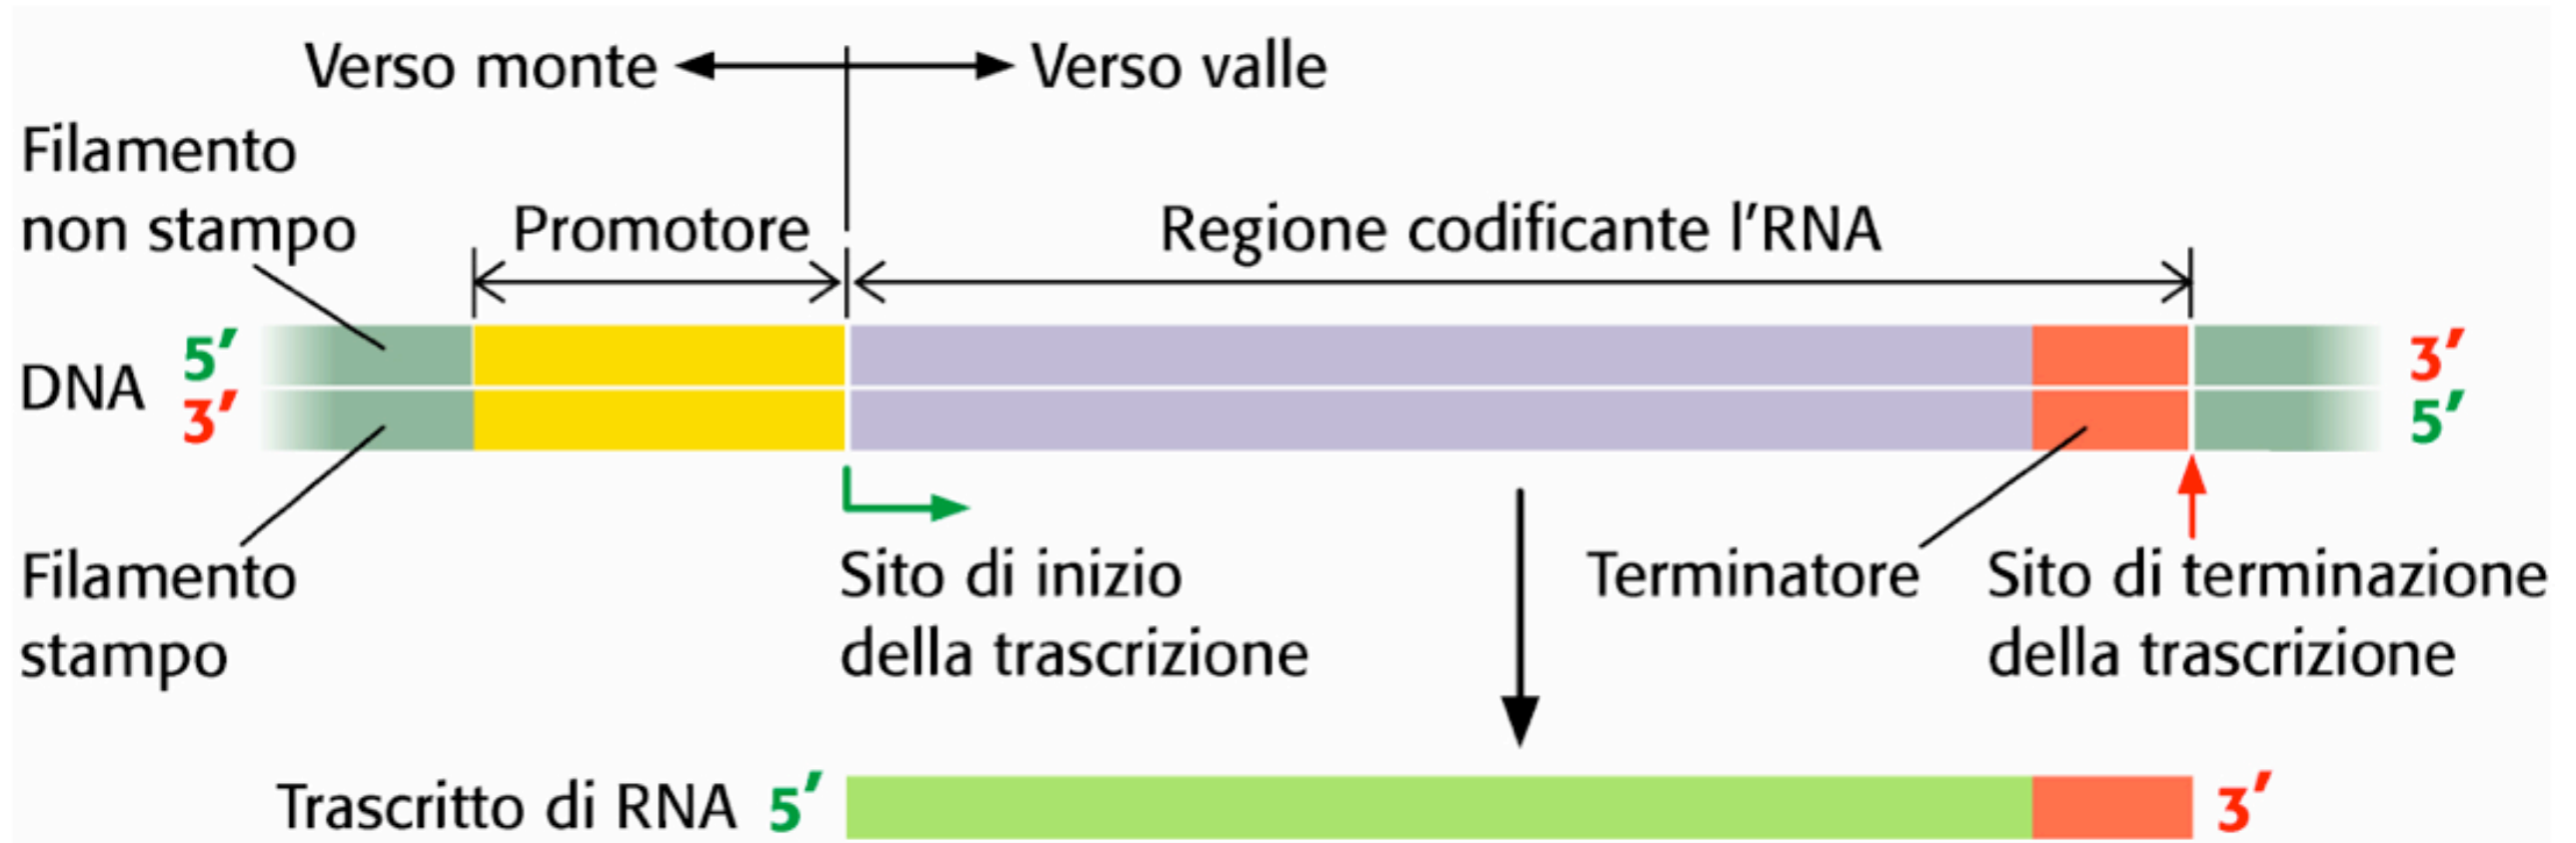 Verso monte
Verso valle
Filamento
non stampo
Promotore
Regione codificante l'RNA
DNA
5′
3′
3′
5′
Filamento
stampo
Sito di inizio
della trascrizione
Terminatore
Sito di terminazione
della trascrizione
Trascritto di RNA 5′
3′